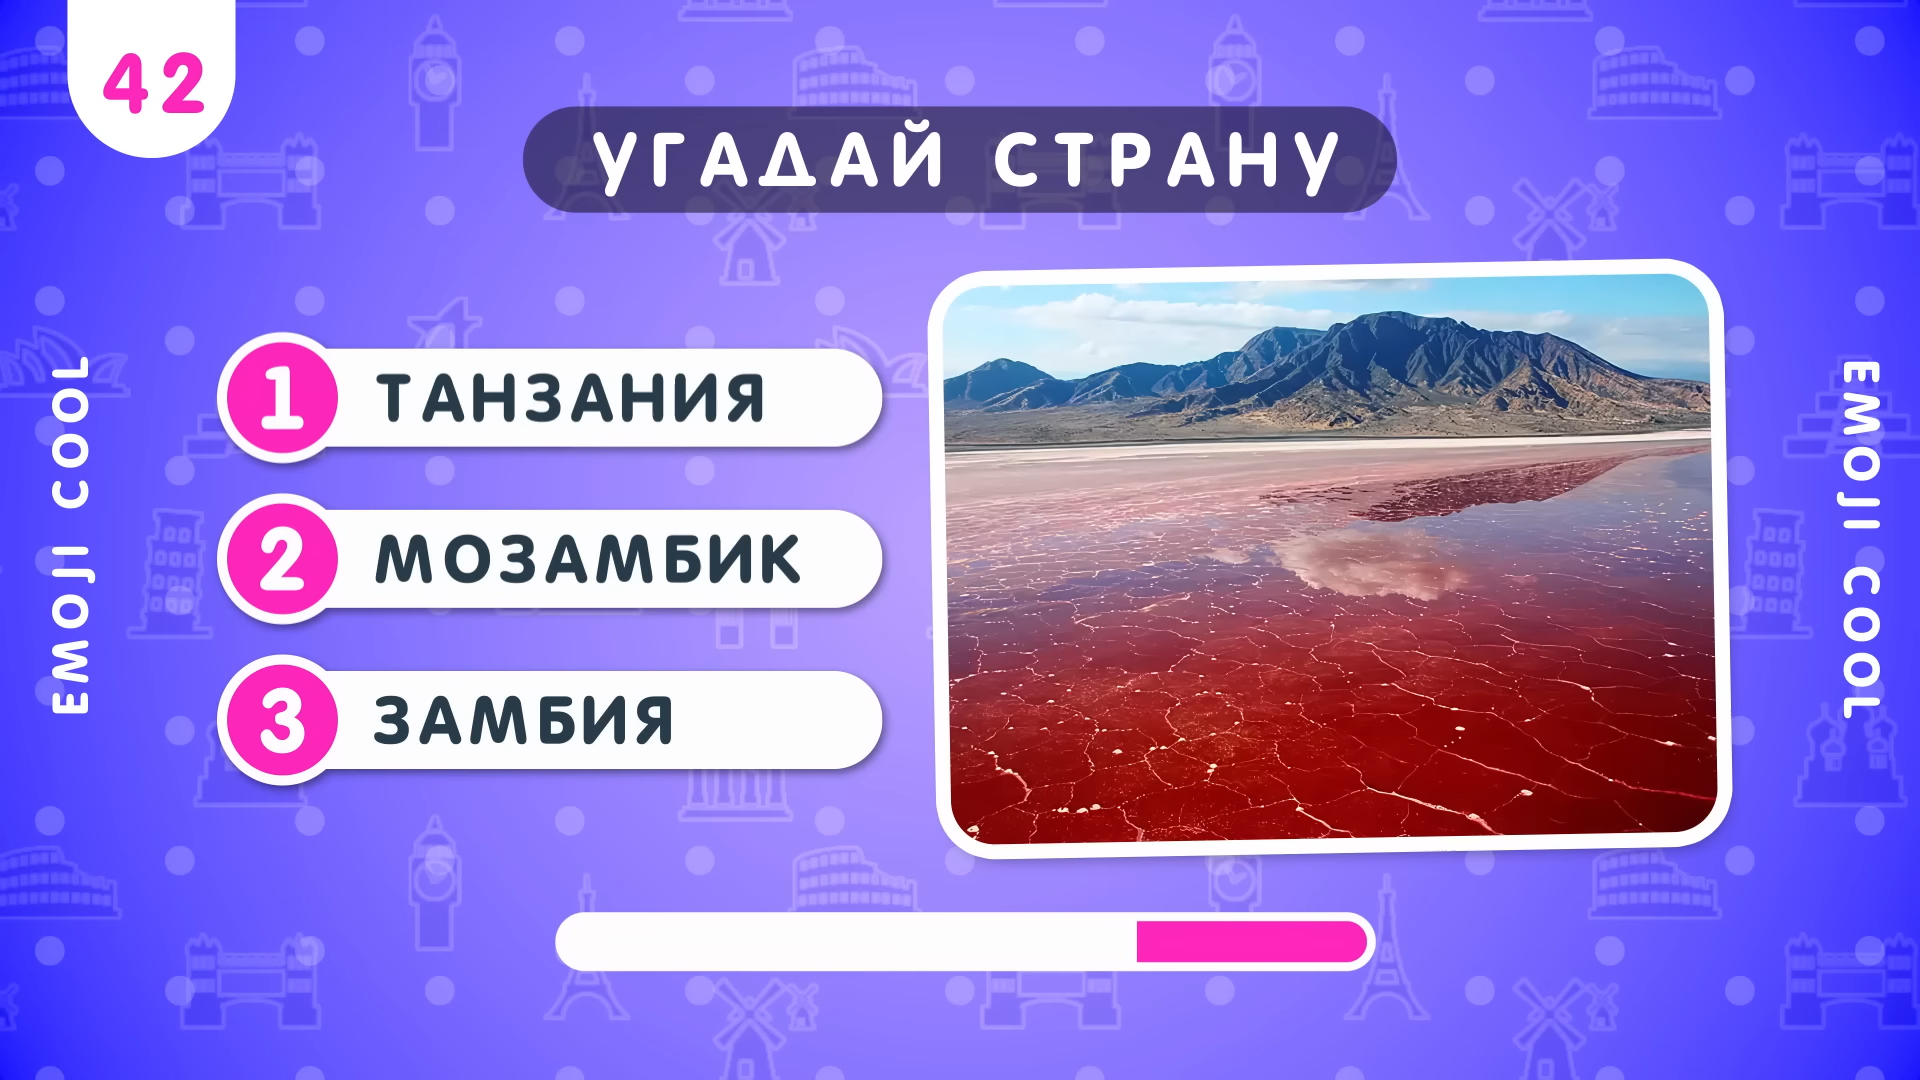 42
УГАДАЙ СТРАНУ
EMOJI COOL
1 ТАНЗАНИЯ
2 МОЗАМБИК
3 ЗАМБИЯ
EMOJI COOL